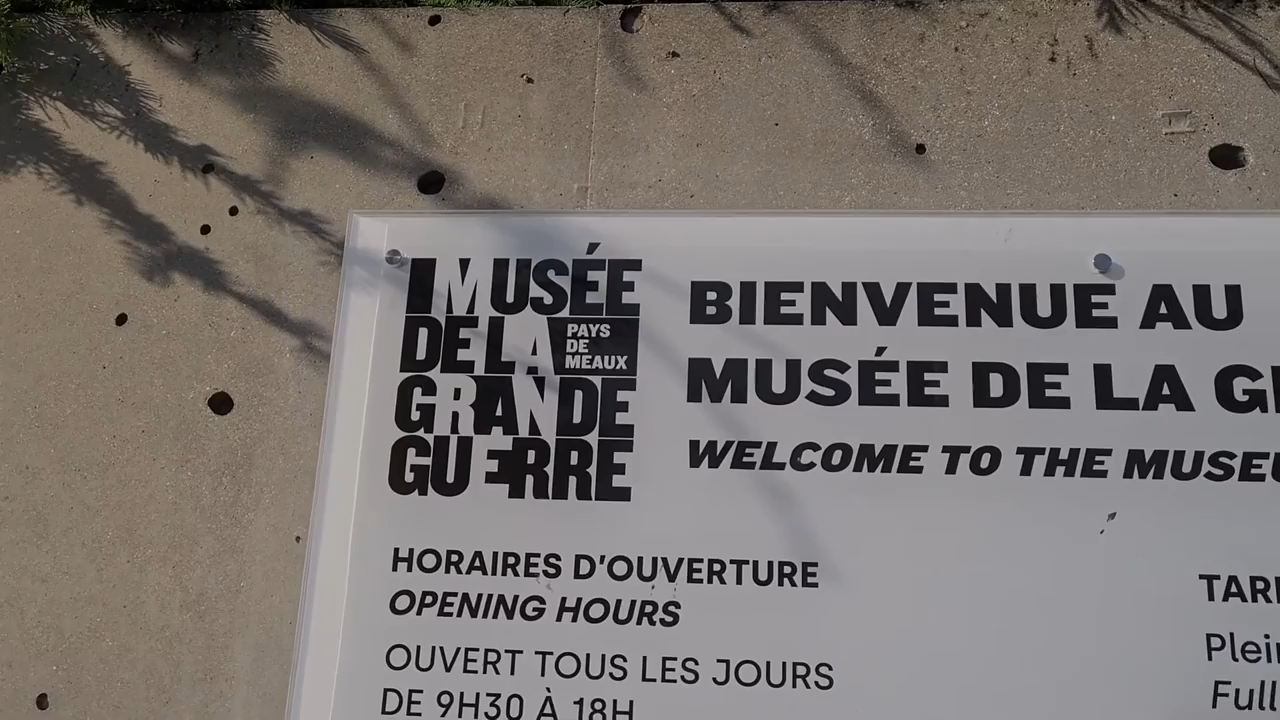 MUSÉE
DE LA
PAYS
DE
MEAUX
GRANDE
GUERRE
BIENVENUE AU
MUSÉE DE LA
WELCOME TO THE
HORAIRES D'OUVERTURE
OPENING HOURS
OUVERT TOUS LES JOURS
DE 9H30 À 18H